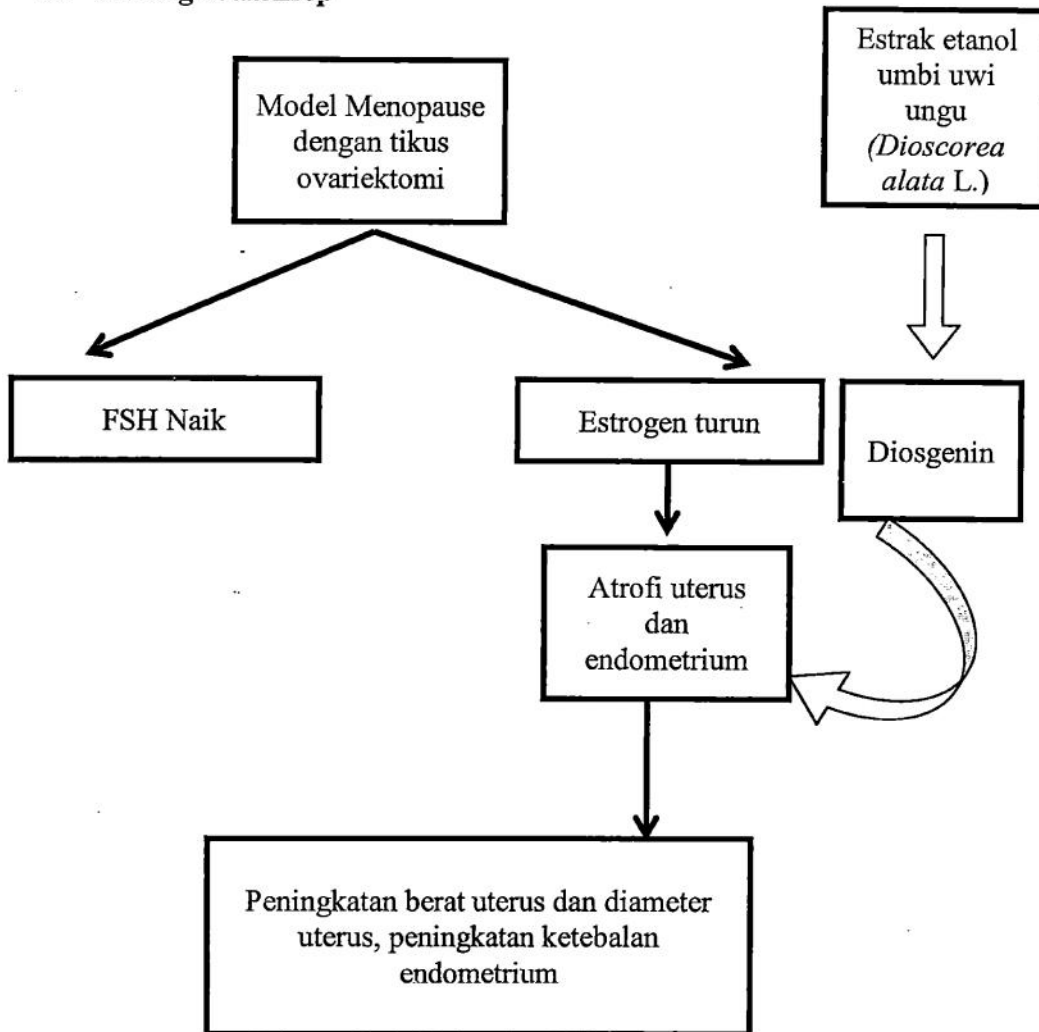 Estrak etanol
umbi uwi
ungu
(Dioscorea
alata L.)
Model Menopause
dengan tikus
ovariektomi
FSH Naik
Estrogen turun
Diosgenin
Atrofi uterus
dan
endometrium
Peningkatan berat uterus dan diameter
uterus, peningkatan ketebalan
endometrium